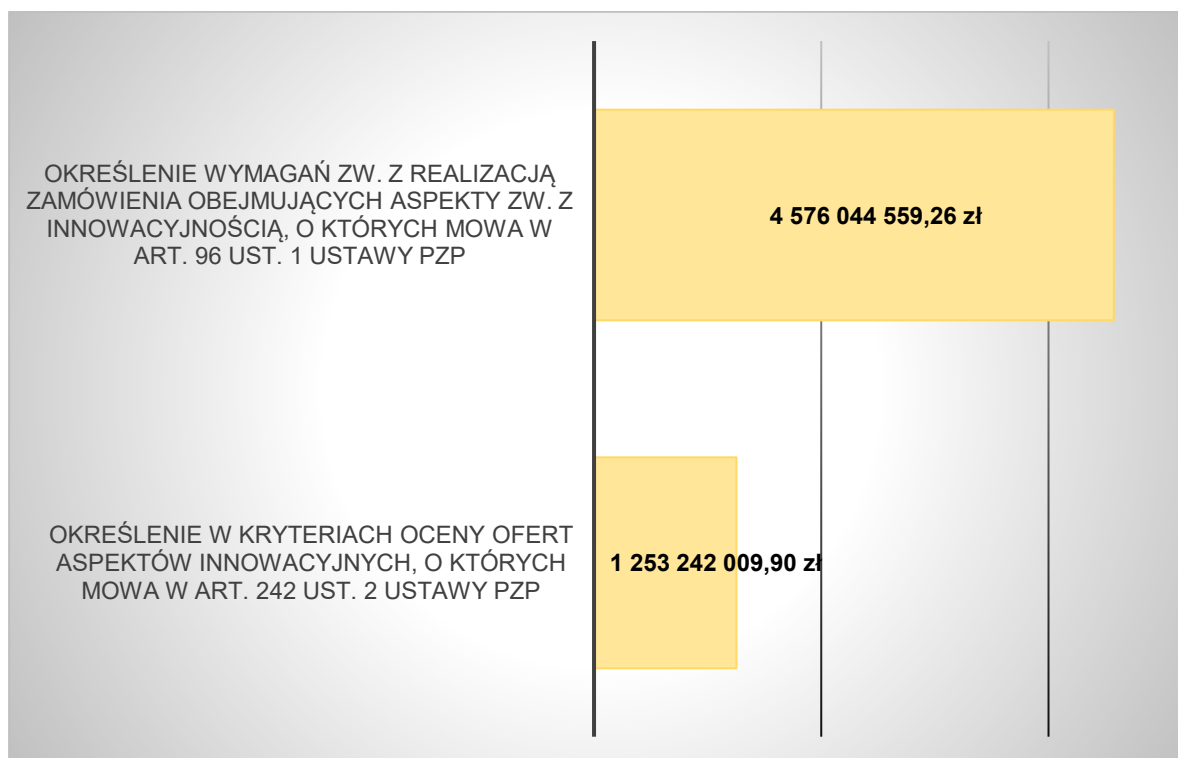 OKREŚLENIE WYMAGAŃ ZW. Z REALIZACJĄ
ZAMÓWIENIA OBEJMUJĄCYCH ASPEKTY ZW. Z
INNOWACYJNOŚCIĄ, O KTÓRYCH MOWA W
ART. 96 UST. 1 USTAWY PZP
4 576 044 559,26 zł
OKREŚLENIE W KRYTERIACH OCENY OFERT
ASPEKTÓW INNOWACYJNYCH, O KTÓRYCH
MOWA W ART. 242 UST. 2 USTAWY PZP
1 253 242 009,90 zł